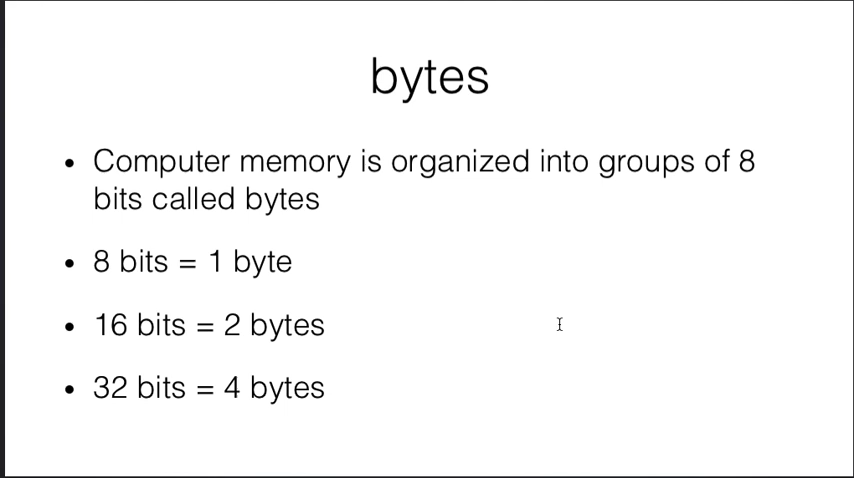 bytes
• Computer memory is organized into groups of 8
bits called bytes
• 8 bits = 1 byte
• 16 bits = 2 bytes
• 32 bits = 4 bytes